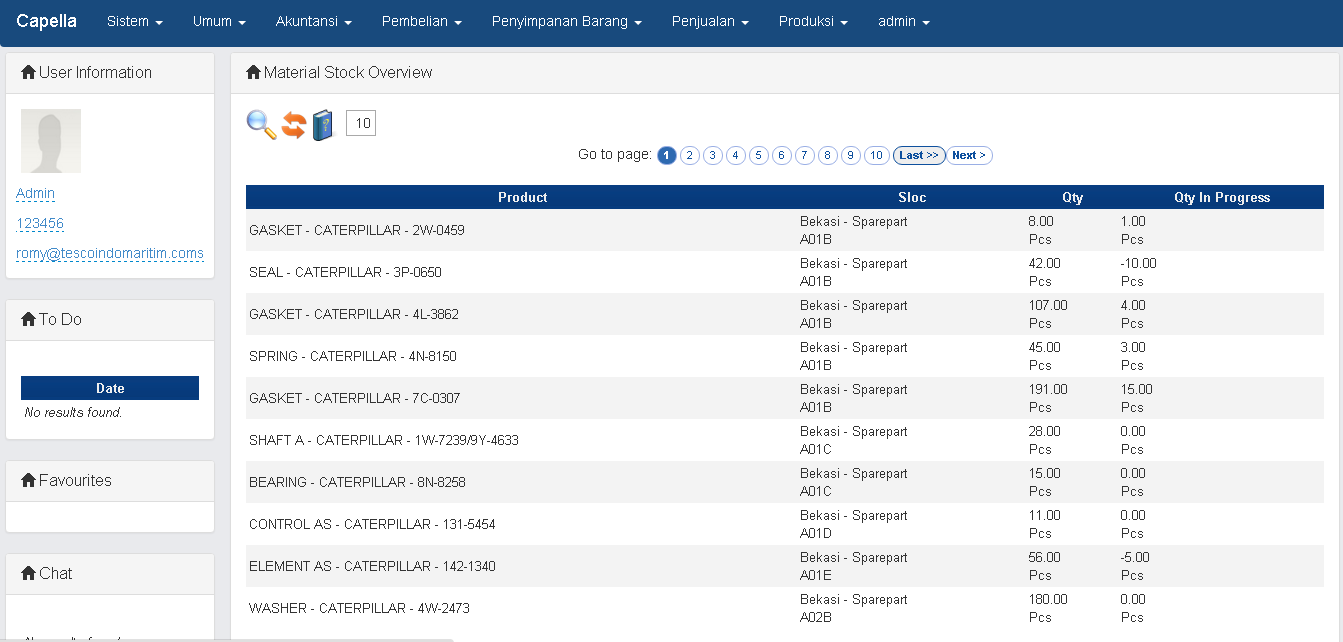 Capella Sistem Umum Akuntansi Pembelian Penyimpanan Barang Penjualan Produksi admin
User Information
Admin
123456
romy@tescoindomaritim.coms
To Do
Date
No results found.
Favourites
Chat
Material Stock Overview
10
Go to page: 1 2 3 4 5 6 7 8 9 10 Last >> Next >
Product Sloc Qty Qty In Progress
GASKET - CATERPILLAR - 2W-0459 Bekasi - Sparepart A01B 8.00 Pcs 1.00 Pcs
SEAL - CATERPILLAR - 3P-0650 Bekasi - Sparepart A01B 42.00 Pcs -10.00 Pcs
GASKET - CATERPILLAR - 4L-3862 Bekasi - Sparepart A01B 107.00 Pcs 4.00 Pcs
SPRING - CATERPILLAR - 4N-8150 Bekasi - Sparepart A01B 45.00 Pcs 3.00 Pcs
GASKET - CATERPILLAR - 7C-0307 Bekasi - Sparepart A01B 191.00 Pcs 15.00 Pcs
SHAFT A - CATERPILLAR - 1W-7239/9Y-4633 Bekasi - Sparepart A01C 28.00 Pcs 0.00 Pcs
BEARING - CATERPILLAR - 8N-8258 Bekasi - Sparepart A01C 15.00 Pcs 0.00 Pcs
CONTROL AS - CATERPILLAR - 131-5454 Bekasi - Sparepart A01D 11.00 Pcs 0.00 Pcs
ELEMENT AS - CATERPILLAR - 142-1340 Bekasi - Sparepart A01E 56.00 Pcs -5.00 Pcs
WASHER - CATERPILLAR - 4W-2473 Bekasi - Sparepart A02B 180.00 Pcs 0.00 Pcs